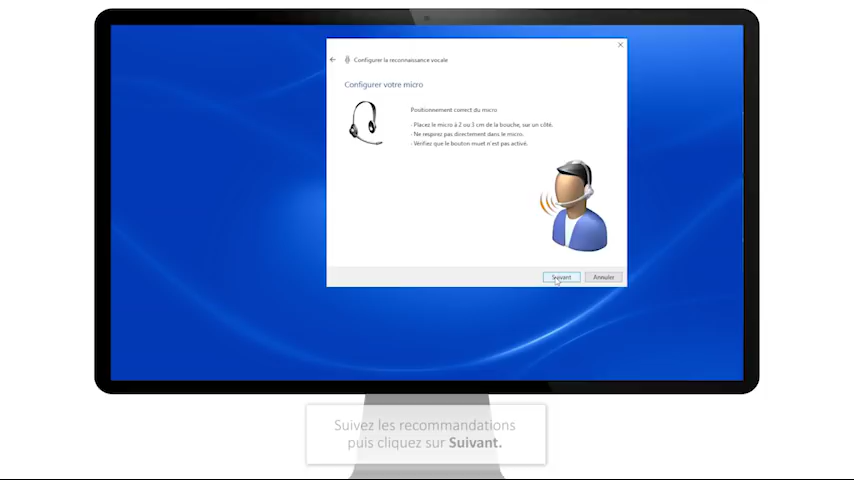 Configurer la reconnaissance vocale
Configurer votre micro
Positionnement correct du micro
- Placez le micro à 2 ou 3 cm de la bouche, sur un côté.
- Ne respirez pas directement dans le micro.
- Vérifiez que le bouton muet n'est pas activé.
Suivant
Annuler
Suivez les recommandations
puis cliquez sur Suivant.